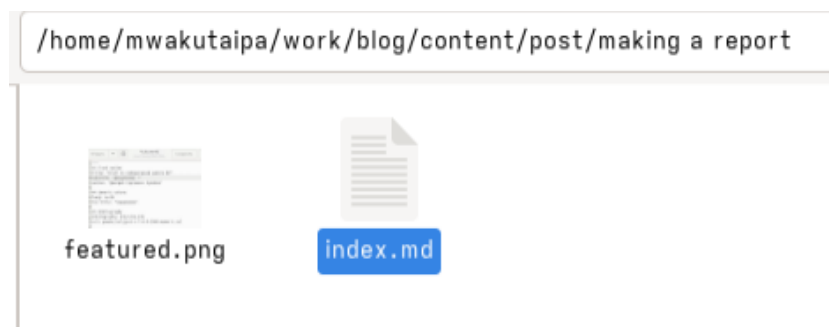 /home/mwakutaipa/work/blog/content/post/making a report
featured.png
index.md